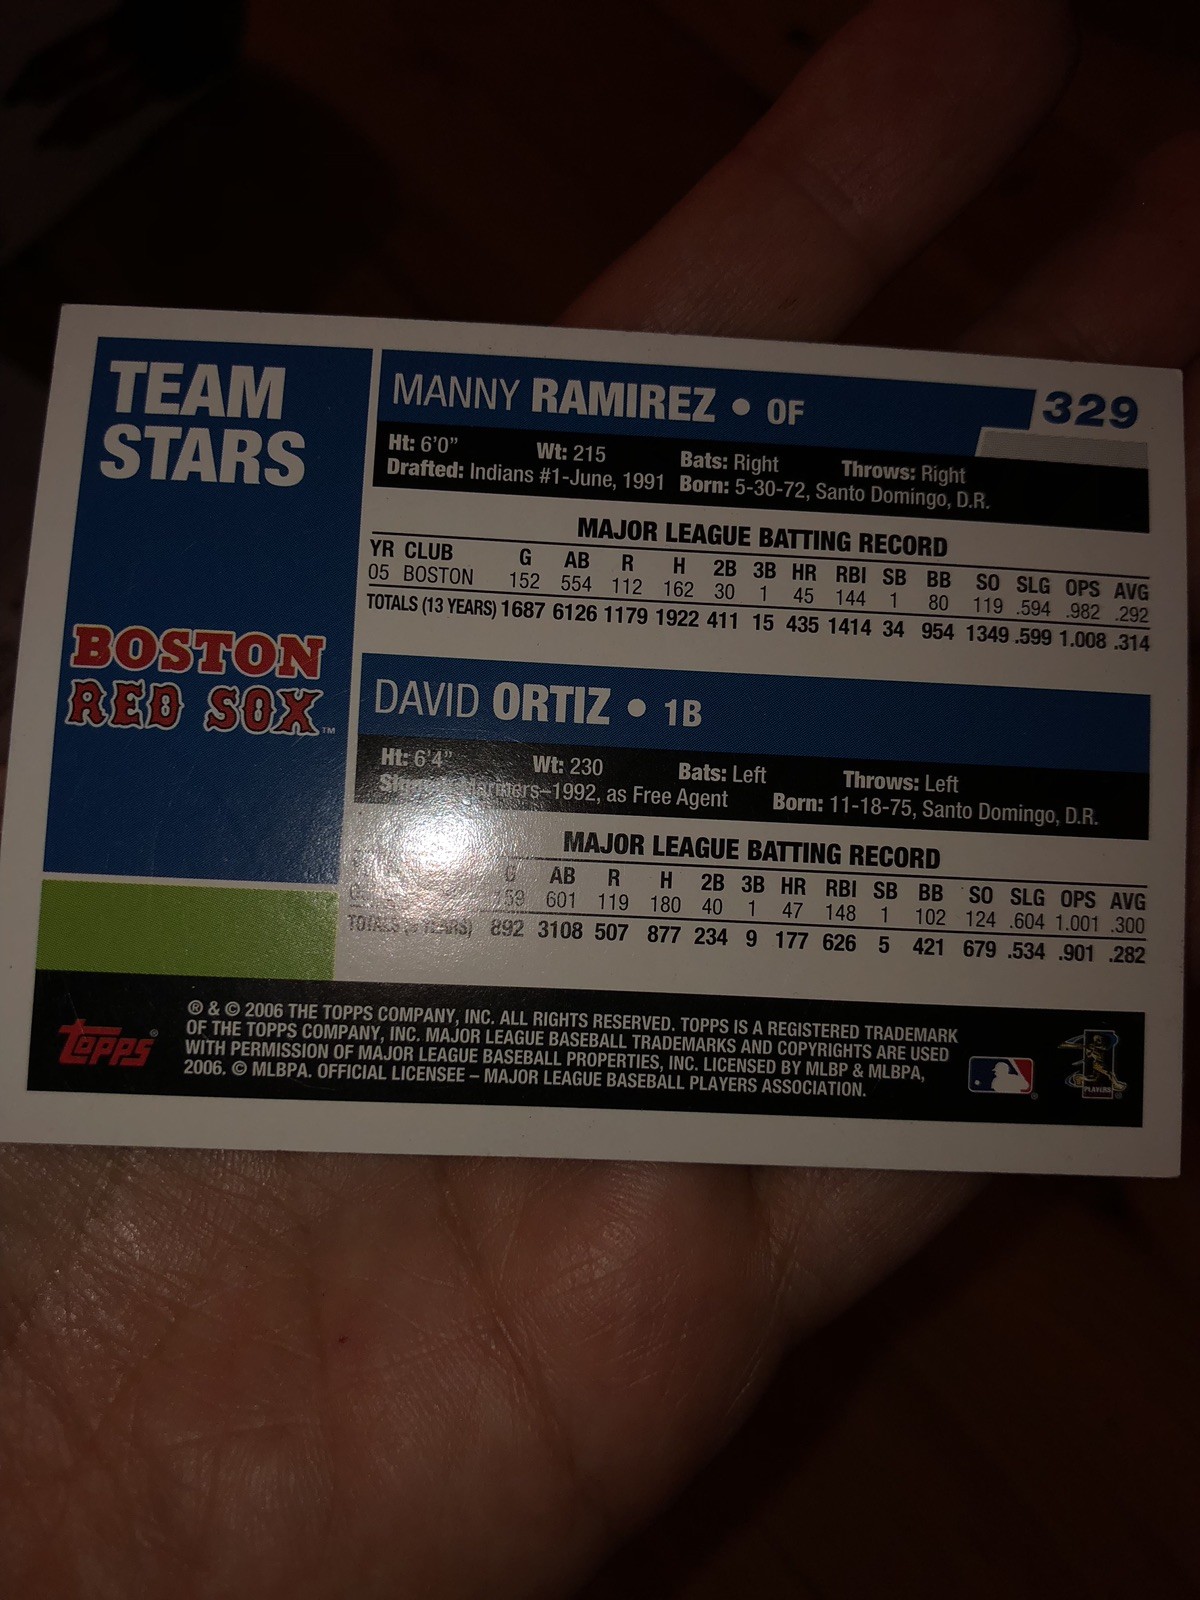 TEAM
STARS
BOSTON
RED SOX™
MANNY RAMIREZ • OF
329
Ht: 6'0" Wt: 215 Bats: Right Throws: Right
Drafted: Indians #1-June, 1991 Born: 5-30-72, Santo Domingo, D.R.
MAJOR LEAGUE BATTING RECORD
YR CLUB G AB R H 2B 3B HR RBI SB BB SO SLG OPS AVG
05 BOSTON 152 554 112 162 30 1 45 144 1 80 119 .594 .982 .292
TOTALS (13 YEARS) 1687 6126 1179 1922 411 15 435 1414 34 954 1349 .599 1.008 .314
DAVID ORTIZ • 1B
Ht: 6'4" Wt: 230 Bats: Left Throws: Left
Mariners–1992, as Free Agent Born: 11-18-75, Santo Domingo, D.R.
MAJOR LEAGUE BATTING RECORD
G AB R H 2B 3B HR RBI SB BB SO SLG OPS AVG
159 601 119 180 40 1 47 148 1 102 124 .604 1.001 .300
TOTALS YEARS) 892 3108 507 877 234 9 177 626 5 421 679 .534 .901 .282
Topps®
® & © 2006 THE TOPPS COMPANY, INC. ALL RIGHTS RESERVED. TOPPS IS A REGISTERED TRADEMARK
OF THE TOPPS COMPANY, INC. MAJOR LEAGUE BASEBALL TRADEMARKS AND COPYRIGHTS ARE USED
WITH PERMISSION OF MAJOR LEAGUE BASEBALL PROPERTIES, INC. LICENSED BY MLBP & MLBPA,
2006. © MLBPA. OFFICIAL LICENSEE – MAJOR LEAGUE BASEBALL PLAYERS ASSOCIATION.
PLAYERS